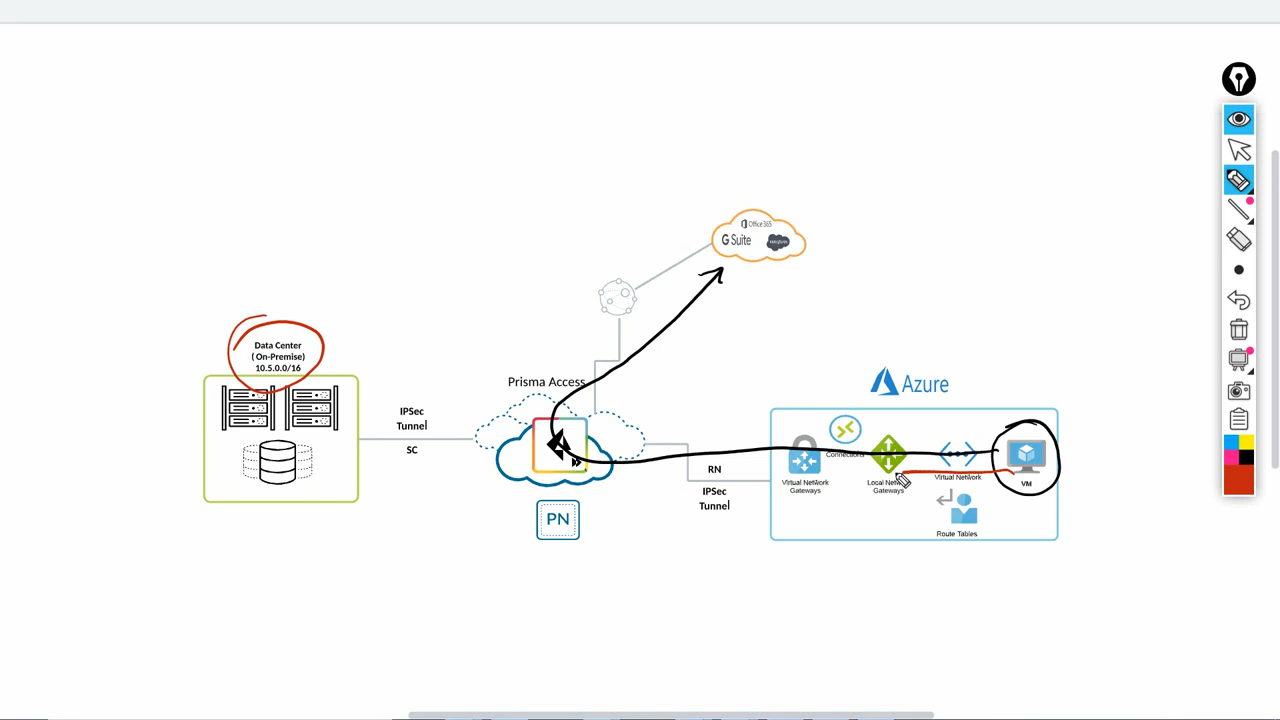 Office 365
G Suite
salesforce
Data Center
( On-Premise)
10.5.0.0/16
Prisma Access
Azure
IPSec
Tunnel
SC
Connections
RN
IPSec
Tunnel
Virtual Network
Gateways
Local Network
Gateways
Virtual Network
VM
PN
Route Tables